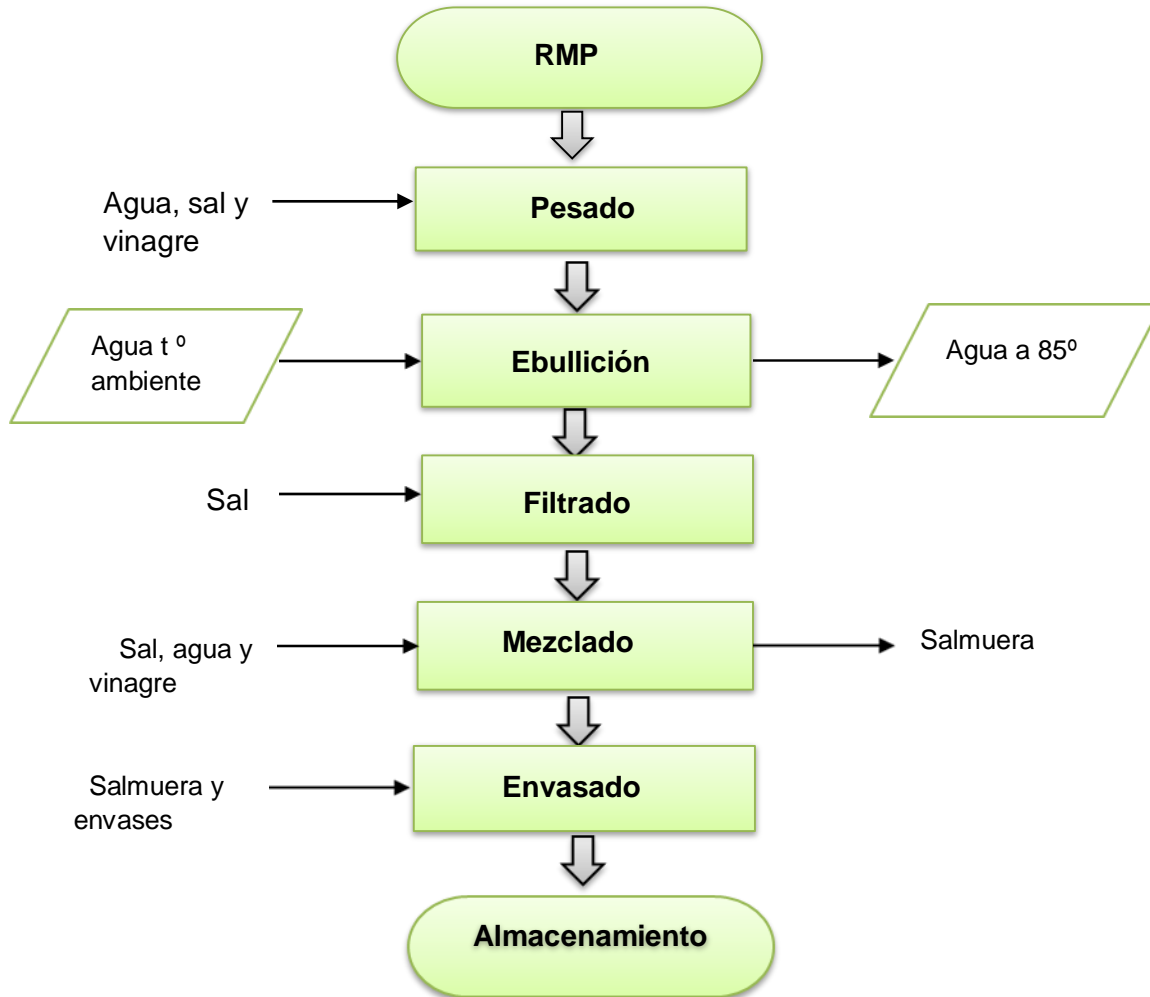 RMP
Agua, sal y
vinagre
Pesado
Agua t º
ambiente
Ebullición
Agua a 85º
Sal
Filtrado
Sal, agua y
vinagre
Mezclado
Salmuera
Salmuera y
envases
Envasado
Almacenamiento